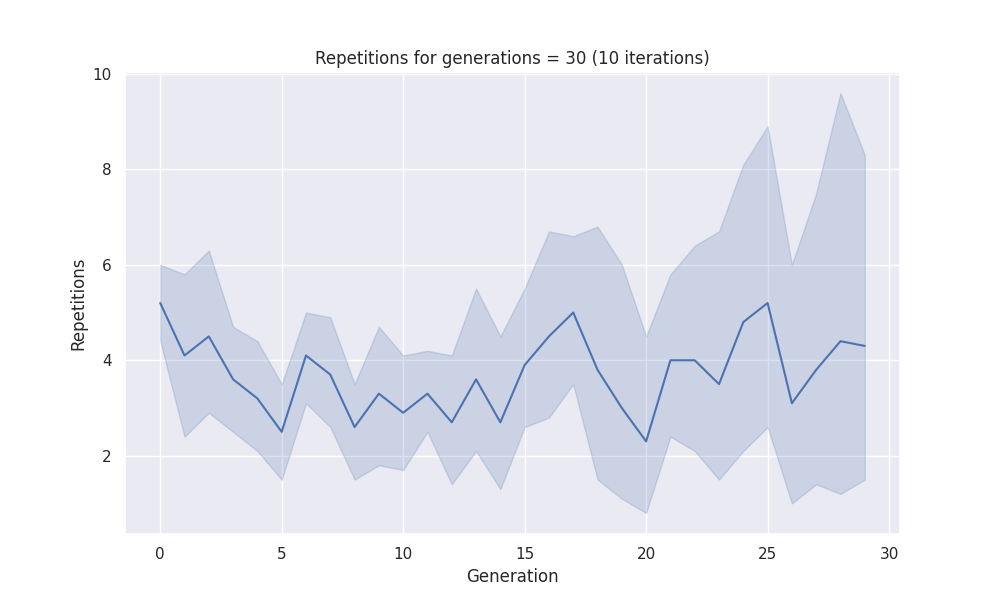 Repetitions for generations = 30 (10 iterations)
10
8
6
4
2
Repetitions
0 5 10 15 20 25 30
Generation